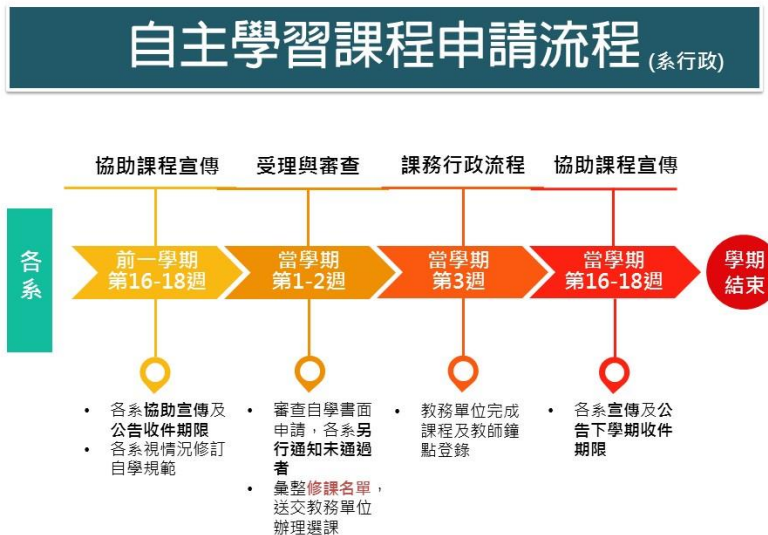 自主學習課程申請流程 (系行政)
協助課程宣傳
受理與審查
課務行政流程
協助課程宣傳
各
系
前一學期
第16-18週
當學期
第1-2週
當學期
第3週
當學期
第16-18週
學期
結束
• 各系協助宣傳及
公告收件期限
• 各系視情況修訂
自學規範
• 審查自學書面
申請，各系另
行通知未通過
者
• 彙整修課名單，
送交教務單位
辦理選課
• 教務單位完成
課程及教師鐘
點登錄
• 各系宣傳及公
告下學期收件
期限